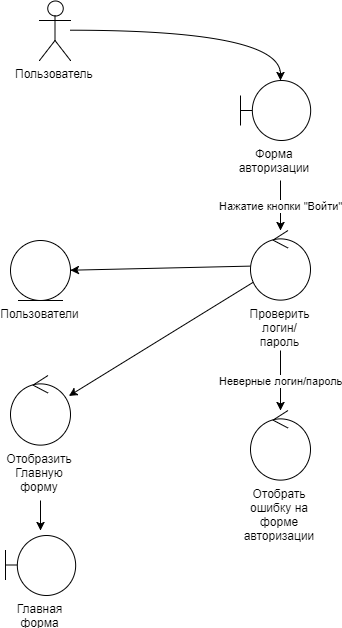 Пользователь
Форма
авторизации
Нажатие кнопки "Войти"
Пользователи
Проверить
логин/
пароль
Неверные логин/пароль
Отобразить
Главную
форму
Отобрать
ошибку на
форме
авторизации
Главная
форма